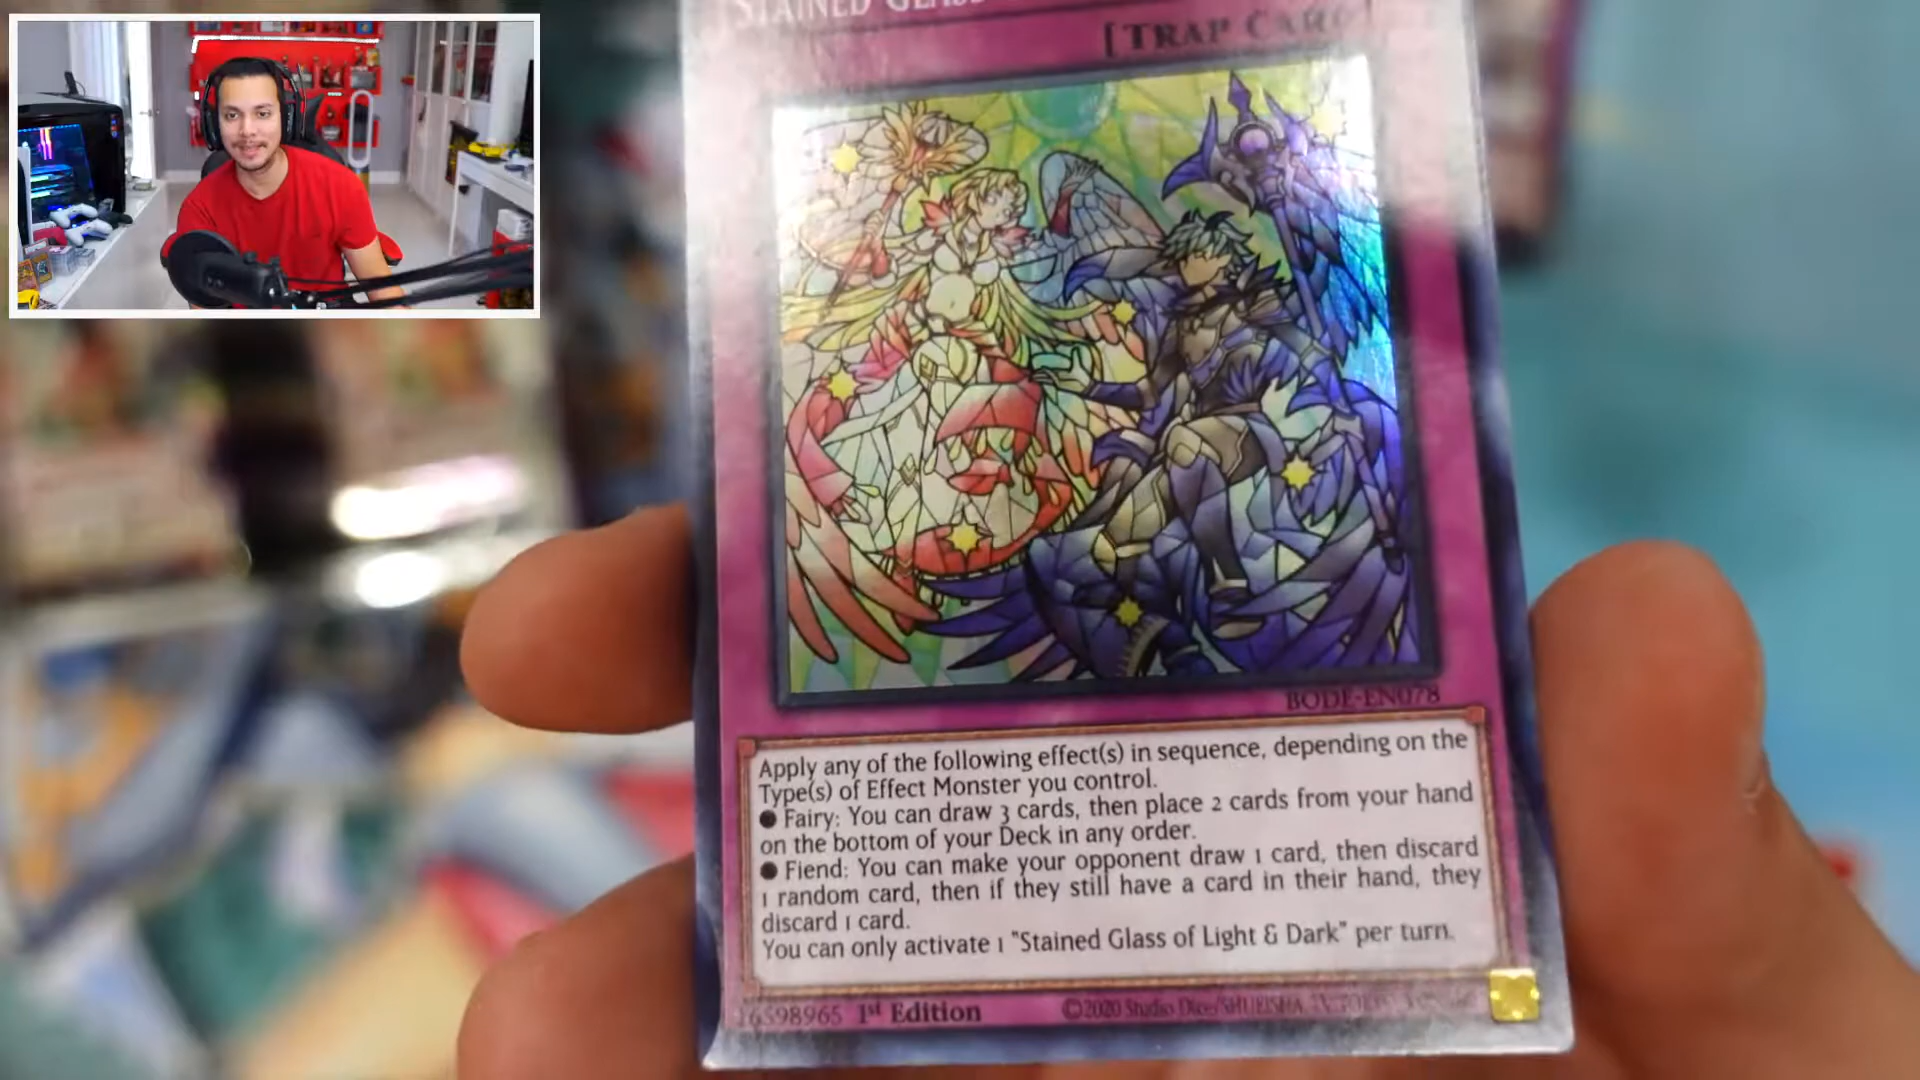 STAINED GLASS
[TRAP CARD]
BODE-EN078
Apply any of the following effect(s) in sequence, depending on the
Type(s) of Effect Monster you control.
● Fairy: You can draw 3 cards, then place 2 cards from your hand
on the bottom of your Deck in any order.
● Fiend: You can make your opponent draw 1 card, then discard
1 random card, then if they still have a card in their hand, they
discard 1 card.
You can only activate 1 "Stained Glass of Light & Dark" per turn.
16598965 1st Edition
©2020 Studio Dice/SHUEISHA, TV TOKYO,